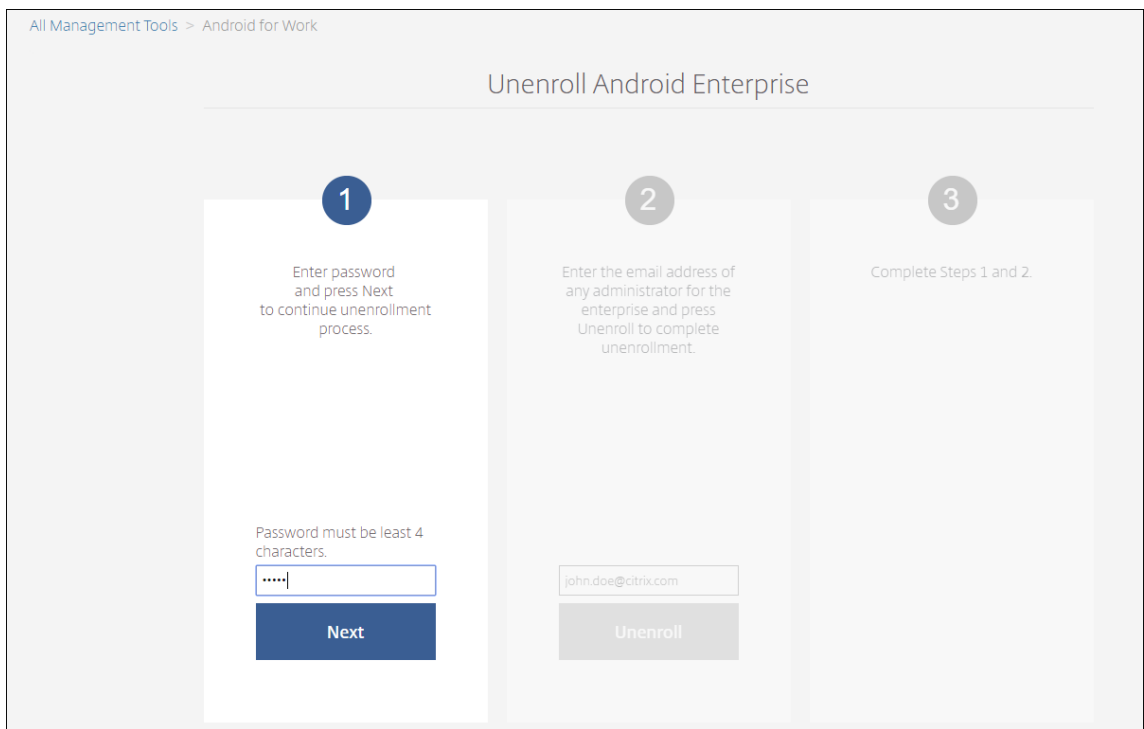 All Management Tools > Android for Work
Unenroll Android Enterprise
1
Enter password
and press Next
to continue unenrollment
process.
Password must be least 4
characters.
•••••
Next
2
Enter the email address of
any administrator for the
enterprise and press
Unenroll to complete
unenrollment.
john.doe@citrix.com
Unenroll
3
Complete Steps 1 and 2.